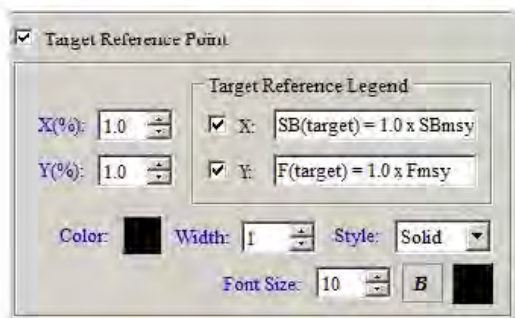 Target Reference Point
Target Reference Legend
X(%): 1.0 X: SB(target) = 1.0 x SBmsy
Y(%): 1.0 Y: F(target) = 1.0 x Fmsy
Color: Width: 1 Style: Solid
Font Size: 10 B